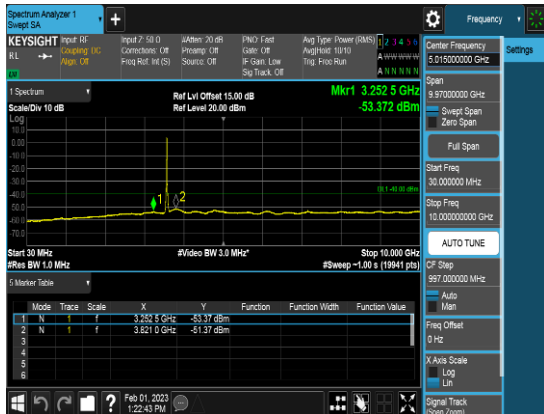 Spectrum Analyzer 1
Swept SA
+
Frequency
KEYSIGHT
Input: RF
Coupling: DC
Align: Off
Input Z: 50 Ω
Corrections: Off
Freq Ref: Int (S)
#Atten: 20 dB
Preamp: Off
Source: Off
PNO: Fast
Gate: Off
IF Gain: Low
Sig Track: Off
Avg Type: Power (RMS)
Avg|Hold: 10/10
Trig: Free Run
1 2 3 4 5 6
A W W W W W
A N N N N N
RL
LXI
1 Spectrum
Scale/Div 10 dB
Ref Lvl Offset 15.00 dB
Ref Level 20.00 dBm
Mkr1 3.252 5 GHz
-53.372 dBm
Log
10.0
0.00
-10.0
-20.0
-30.0
-40.0
-50.0
-60.0
-70.0
1
2
DL1 -40.00 dBm
Start 30 MHz
#Res BW 1.0 MHz
#Video BW 3.0 MHz*
Stop 10.000 GHz
#Sweep ~1.00 s (19941 pts)
5 Marker Table
Mode Trace Scale X Y Function Function Width Function Value
1 N 1 f 3.252 5 GHz -53.37 dBm
2 N 1 f 3.821 0 GHz -51.37 dBm
3
4
5
6
Feb 01, 2023
1:22:43 PM
Center Frequency
5.015000000 GHz
Settings
Span
9.97000000 GHz
Swept Span
Zero Span
Full Span
Start Freq
30.000000 MHz
Stop Freq
10.000000000 GHz
AUTO TUNE
CF Step
997.000000 MHz
Auto
Man
Freq Offset
0 Hz
X Axis Scale
Log
Lin
Signal Track
(Span Zoom)